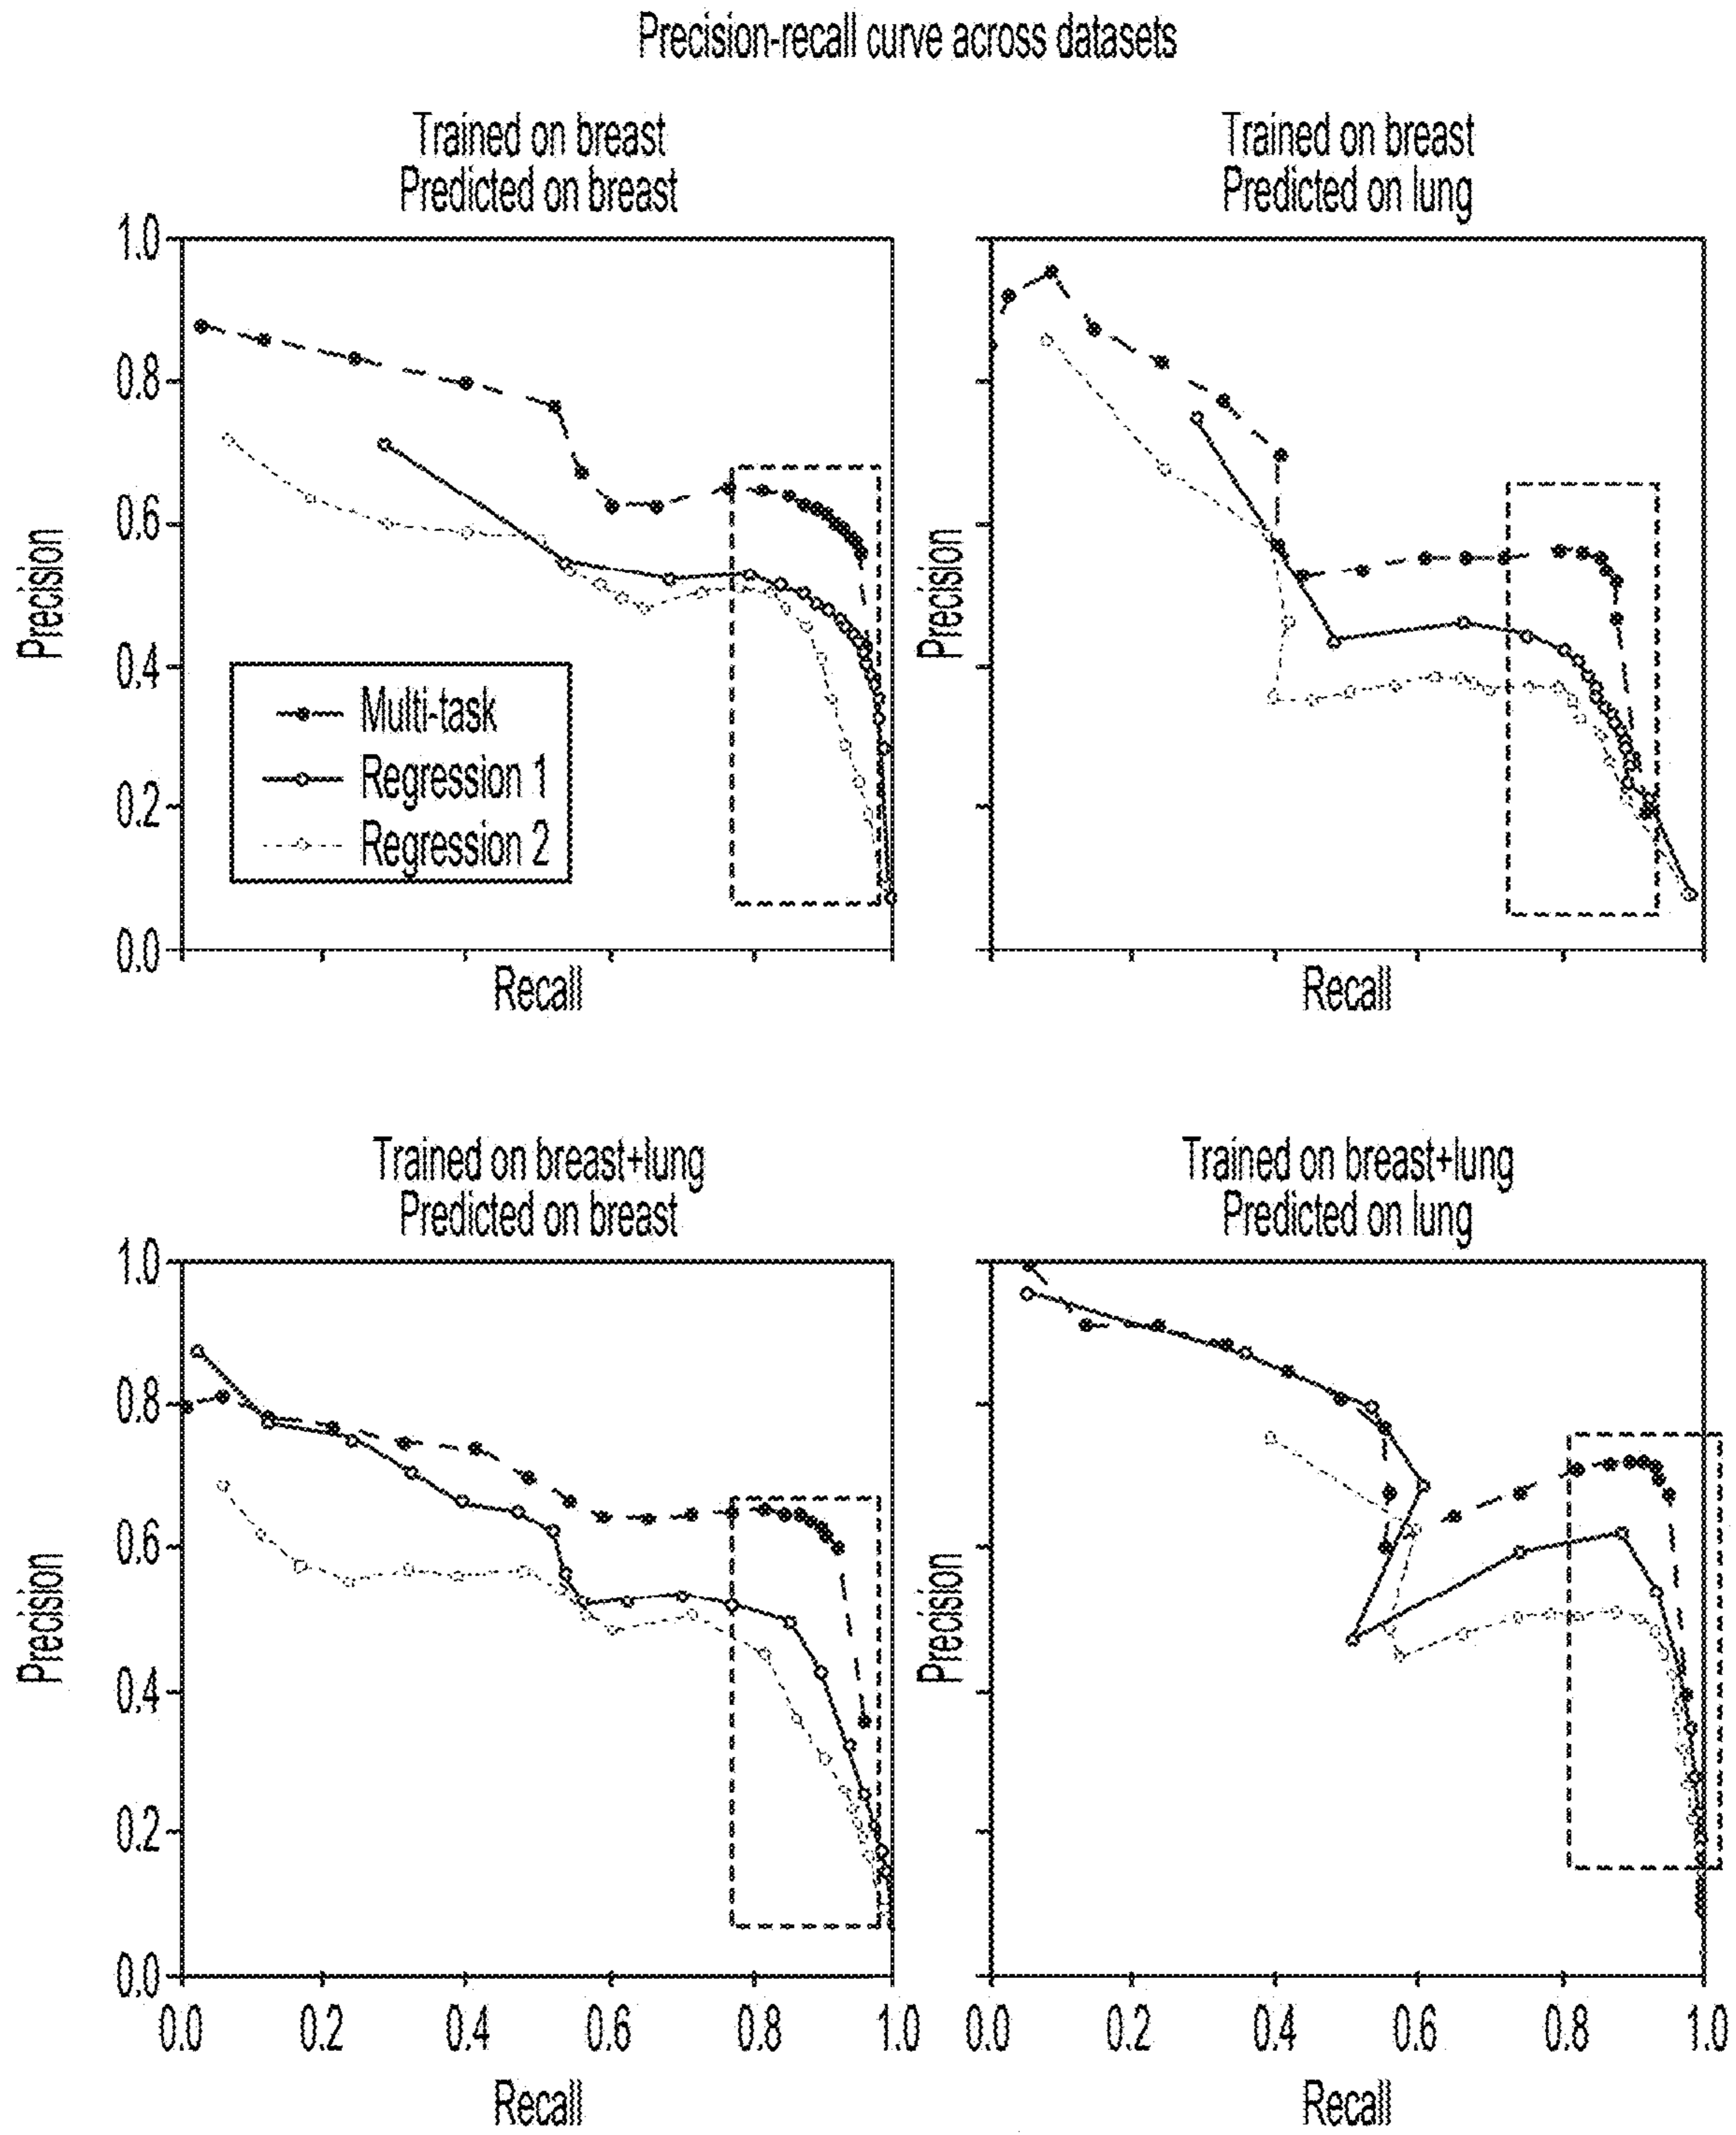 Precision-recall curve across datasets
Trained on breast
Predicted on breast
1.0
0.8
0.6
0.4
0.2
0.0
Precision
Multi-task
Regression 1
Regression 2
Recall
Trained on breast
Predicted on lung
Precision
Recall
Trained on breast+lung
Predicted on breast
1.0
0.8
0.6
0.4
0.2
0.0
Precision
0.0 0.2 0.4 0.6 0.8 1.0
Recall
Trained on breast+lung
Predicted on lung
Precision
0.0 0.2 0.4 0.6 0.8 1.0
Recall